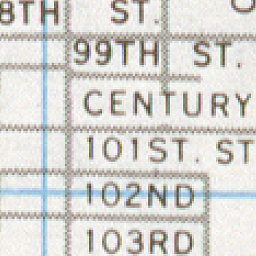 8TH ST.
99TH ST.
CENTURY
101ST. ST
102ND
103RD